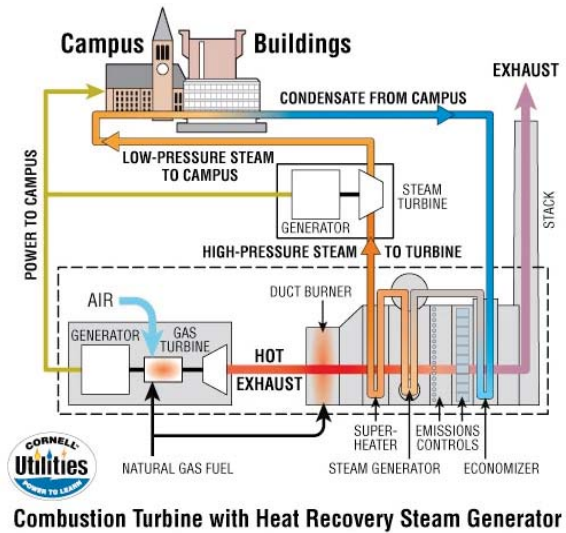 Campus Buildings
EXHAUST
CONDENSATE FROM CAMPUS
LOW-PRESSURE STEAM
TO CAMPUS
STEAM
TURBINE
GENERATOR
POWER TO CAMPUS
STACK
HIGH-PRESSURE STEAM TO TURBINE
DUCT BURNER
AIR
GENERATOR
GAS
TURBINE
HOT
EXHAUST
SUPER-
HEATER
EMISSIONS
CONTROLS
STEAM GENERATOR
ECONOMIZER
NATURAL GAS FUEL
CORNELL
Utilities
POWER TO LEARN
Combustion Turbine with Heat Recovery Steam Generator